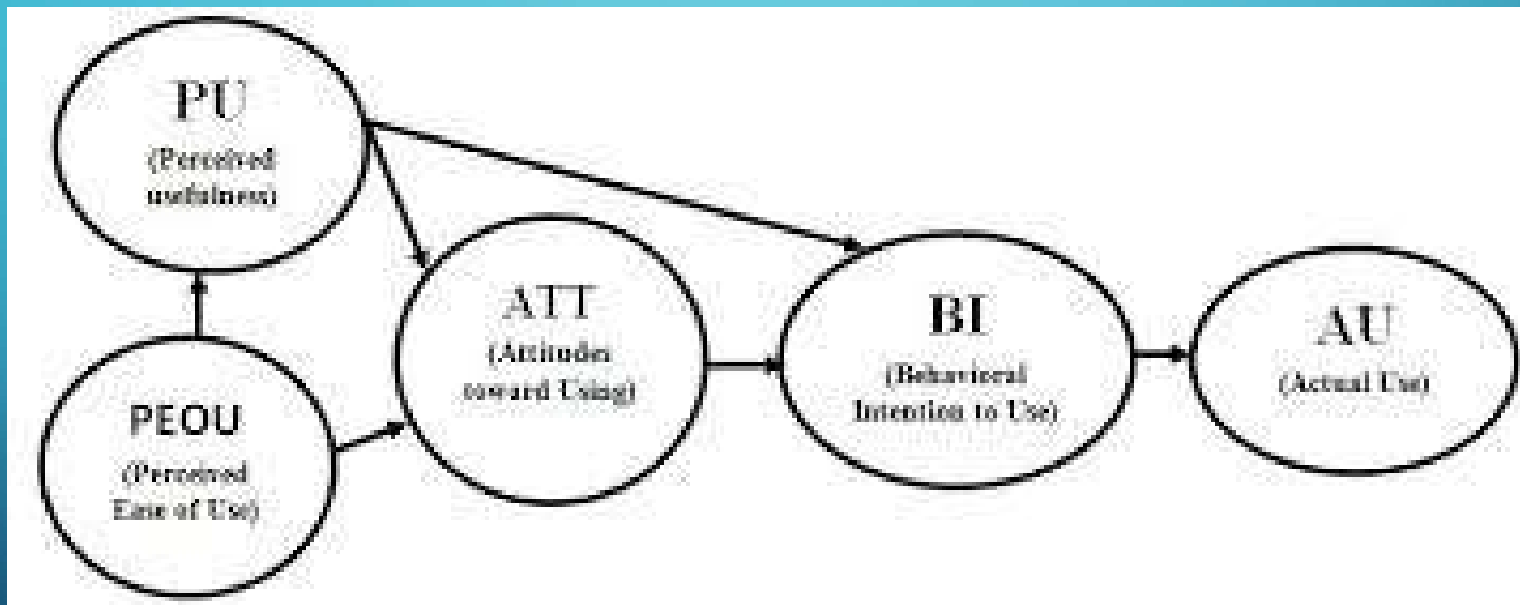 PU
(Perceived
usefulness)
PEOU
(Perceived
Ease of Use)
ATT
(Attitudes
toward Using)
BI
(Behavioral
Intention to Use)
AU
(Actual Use)